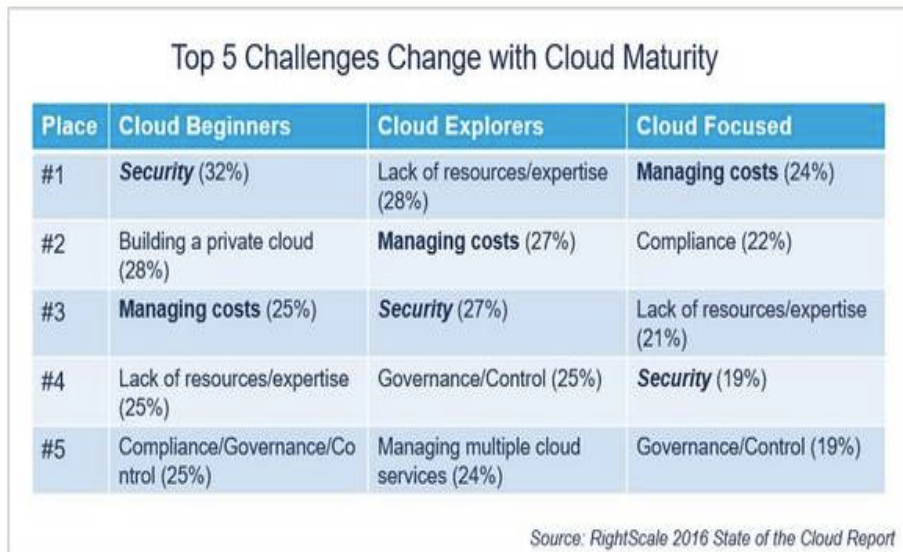 Top 5 Challenges Change with Cloud Maturity
Place Cloud Beginners Cloud Explorers Cloud Focused
#1 Security (32%) Lack of resources/expertise Managing costs (24%)
(28%)
#2 Building a private cloud Managing costs (27%) Compliance (22%)
(28%)
#3 Managing costs (25%) Security (27%) Lack of resources/expertise
(21%)
#4 Lack of resources/expertise Governance/Control (25%) Security (19%)
(25%)
#5 Compliance/Governance/Co Managing multiple cloud Governance/Control (19%)
ntrol (25%) services (24%)
Source: RightScale 2016 State of the Cloud Report